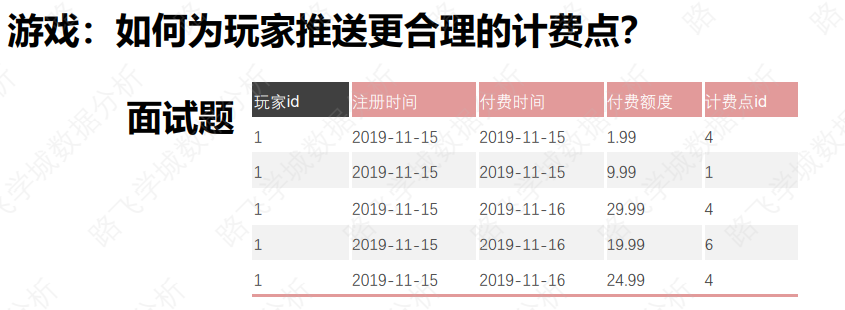 游戏：如何为玩家推送更合理的计费点？
面试题
玩家id 注册时间 付费时间 付费额度 计费点id
1 2019-11-15 2019-11-15 1.99 4
1 2019-11-15 2019-11-15 9.99 1
1 2019-11-15 2019-11-16 29.99 4
1 2019-11-15 2019-11-16 19.99 6
1 2019-11-15 2019-11-16 24.99 4
路飞学城数据分析